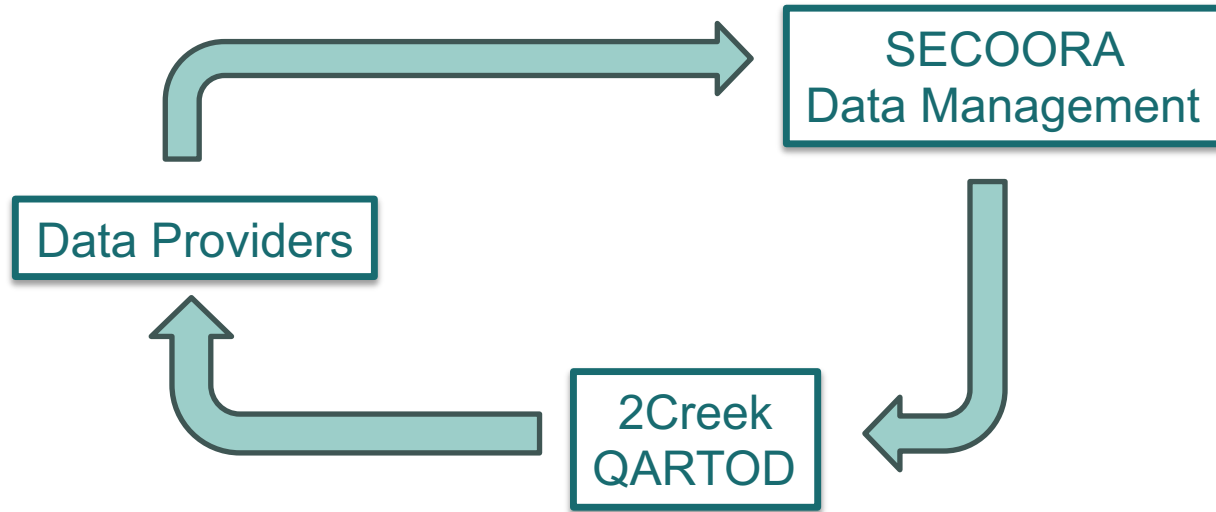 SECOORA
Data Management
Data Providers
2Creek
QARTOD